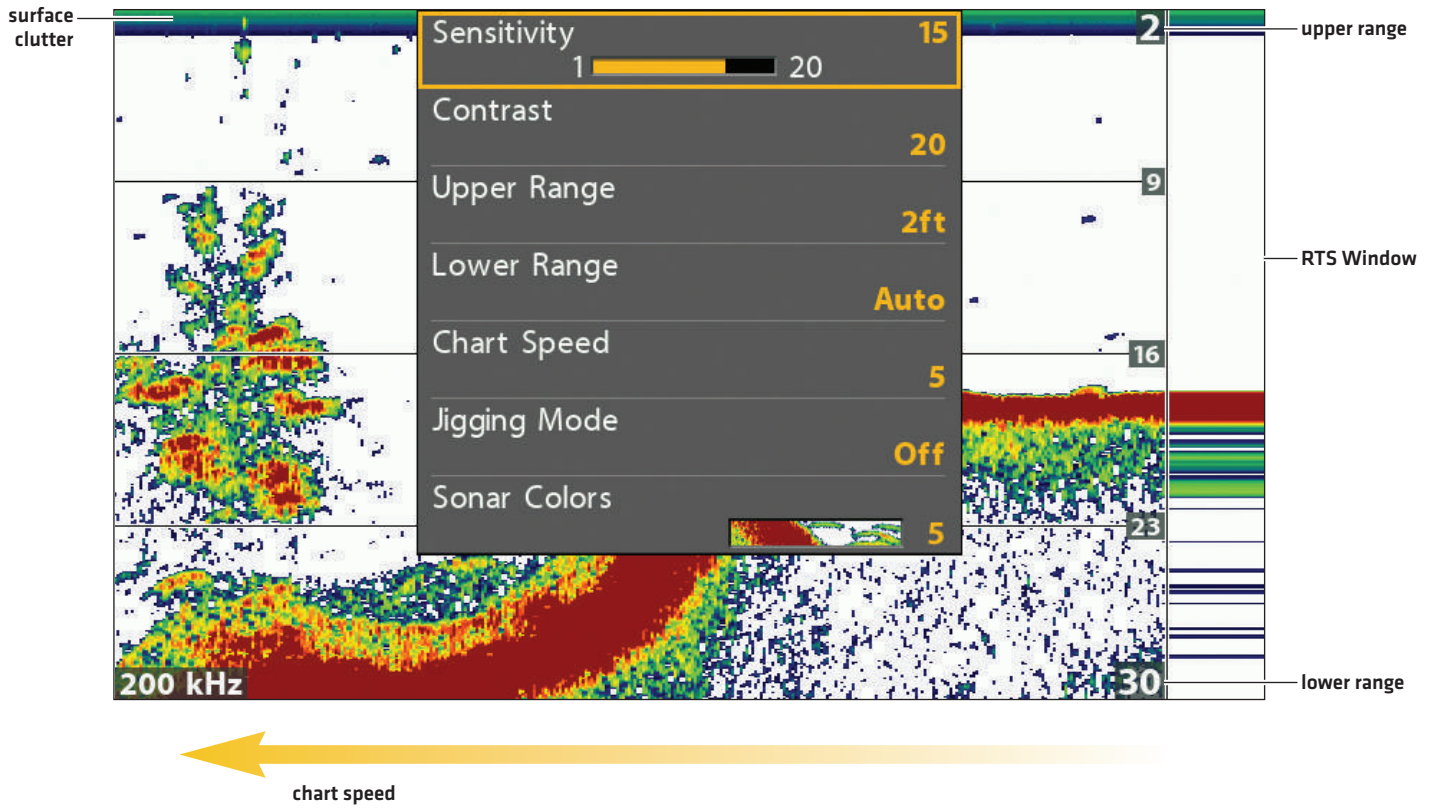 surface
clutter
Sensitivity 15
1 20
Contrast
20
Upper Range
2ft
Lower Range
Auto
Chart Speed
5
Jigging Mode
Off
Sonar Colors
5
2
9
16
23
30
200 kHz
upper range
RTS Window
lower range
chart speed